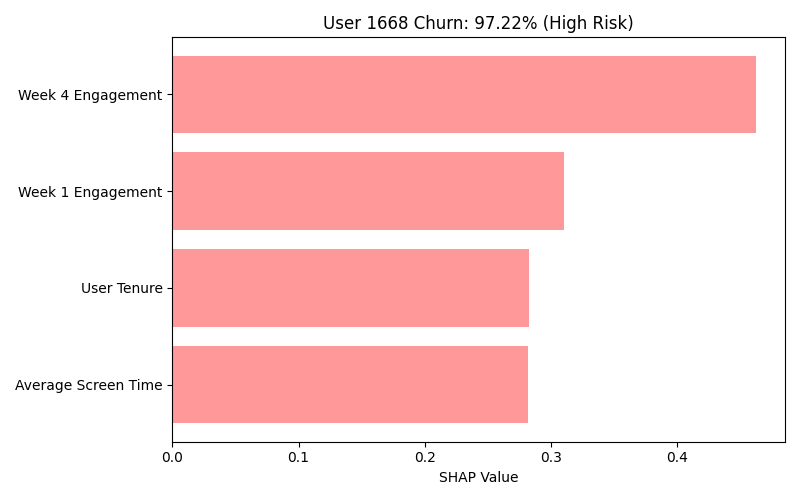 User 1668 Churn: 97.22% (High Risk)
Week 4 Engagement
Week 1 Engagement
User Tenure
Average Screen Time
0.0 0.1 0.2 0.3 0.4
SHAP Value